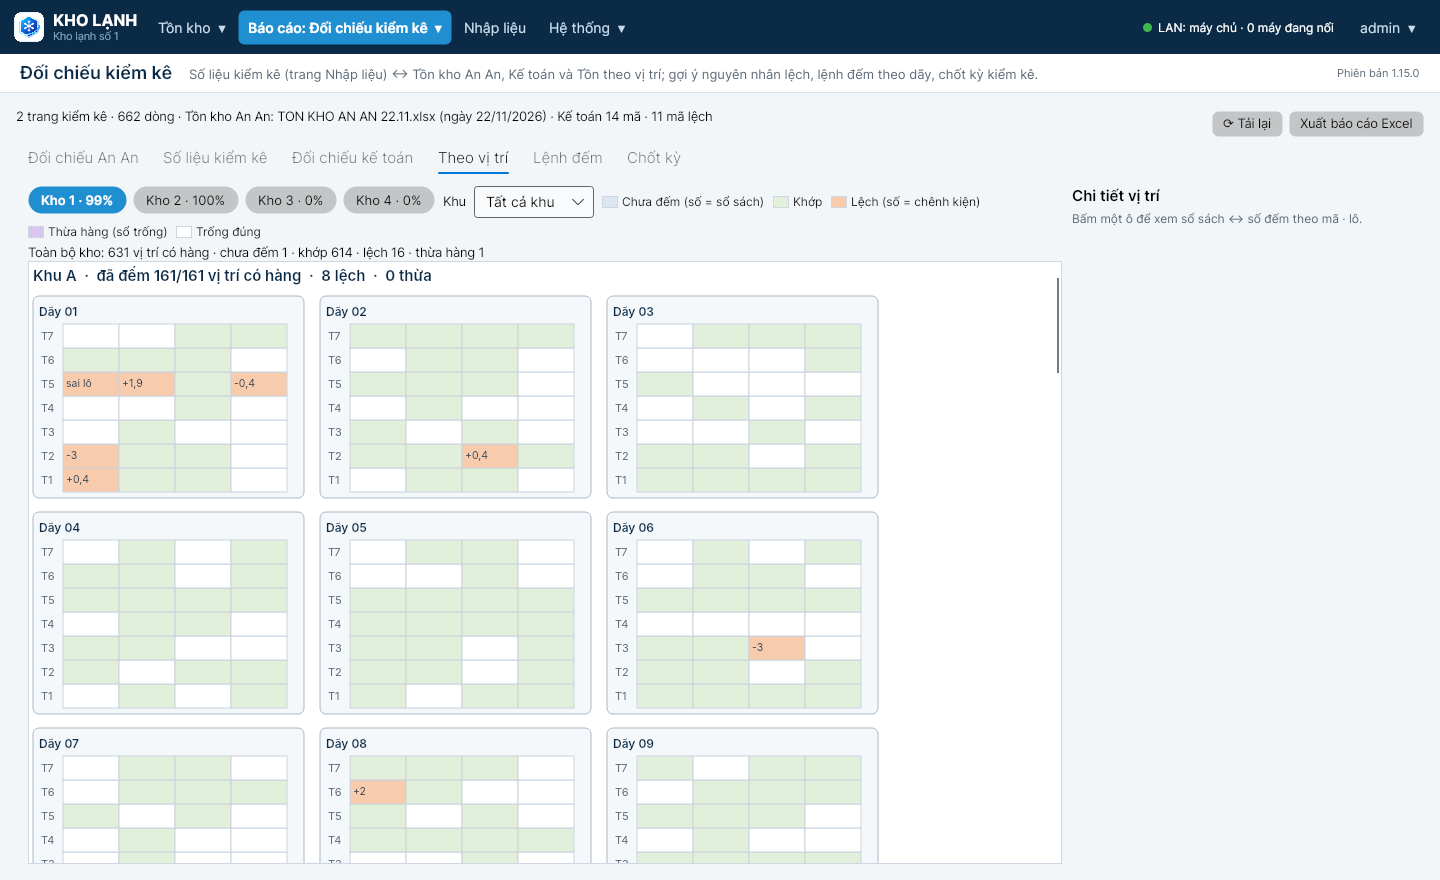 KHO LẠNH
Kho lạnh số 1
Tồn kho ▾
Báo cáo: Đối chiếu kiểm kê ▾
Nhập liệu
Hệ thống ▾
LAN: máy chủ · 0 máy đang nối
admin ▾
Đối chiếu kiểm kê
Số liệu kiểm kê (trang Nhập liệu) ↔ Tồn kho An An, Kế toán và Tồn theo vị trí; gợi ý nguyên nhân lệch, lệnh đếm theo dãy, chốt kỳ kiểm kê.
Phiên bản 1.15.0
2 trang kiểm kê · 662 dòng · Tồn kho An An: TON KHO AN AN 22.11.xlsx (ngày 22/11/2026) · Kế toán 14 mã · 11 mã lệch
⟳ Tải lại
Xuất báo cáo Excel
Đối chiếu An An
Số liệu kiểm kê
Đối chiếu kế toán
Theo vị trí
Lệnh đếm
Chốt kỳ
Kho 1 · 99%
Kho 2 · 100%
Kho 3 · 0%
Kho 4 · 0%
Khu
Tất cả khu
Chưa đếm (số = sổ sách)
Khớp
Lệch (số = chênh kiện)
Thừa hàng (sổ trống)
Trống đúng
Toàn bộ kho: 631 vị trí có hàng · chưa đếm 1 · khớp 614 · lệch 16 · thừa hàng 1
Chi tiết vị trí
Bấm một ô để xem sổ sách ↔ số đếm theo mã · lô.
Khu A · đã đếm 161/161 vị trí có hàng · 8 lệch · 0 thừa
Dãy 01
T7
T6
T5 sai lô +1,9 -0,4
T4
T3
T2 -3
T1 +0,4
Dãy 02
T7
T6
T5
T4
T3
T2 +0,4
T1
Dãy 03
T7
T6
T5
T4
T3
T2
T1
Dãy 04
T7
T6
T5
T4
T3
T2
T1
Dãy 05
T7
T6
T5
T4
T3
T2
T1
Dãy 06
T7
T6
T5
T4
T3 -3
T2
T1
Dãy 07
T7
T6
T5
T4
T3
Dãy 08
T7
T6 +2
T5
T4
T3
Dãy 09
T7
T6
T5
T4
T3